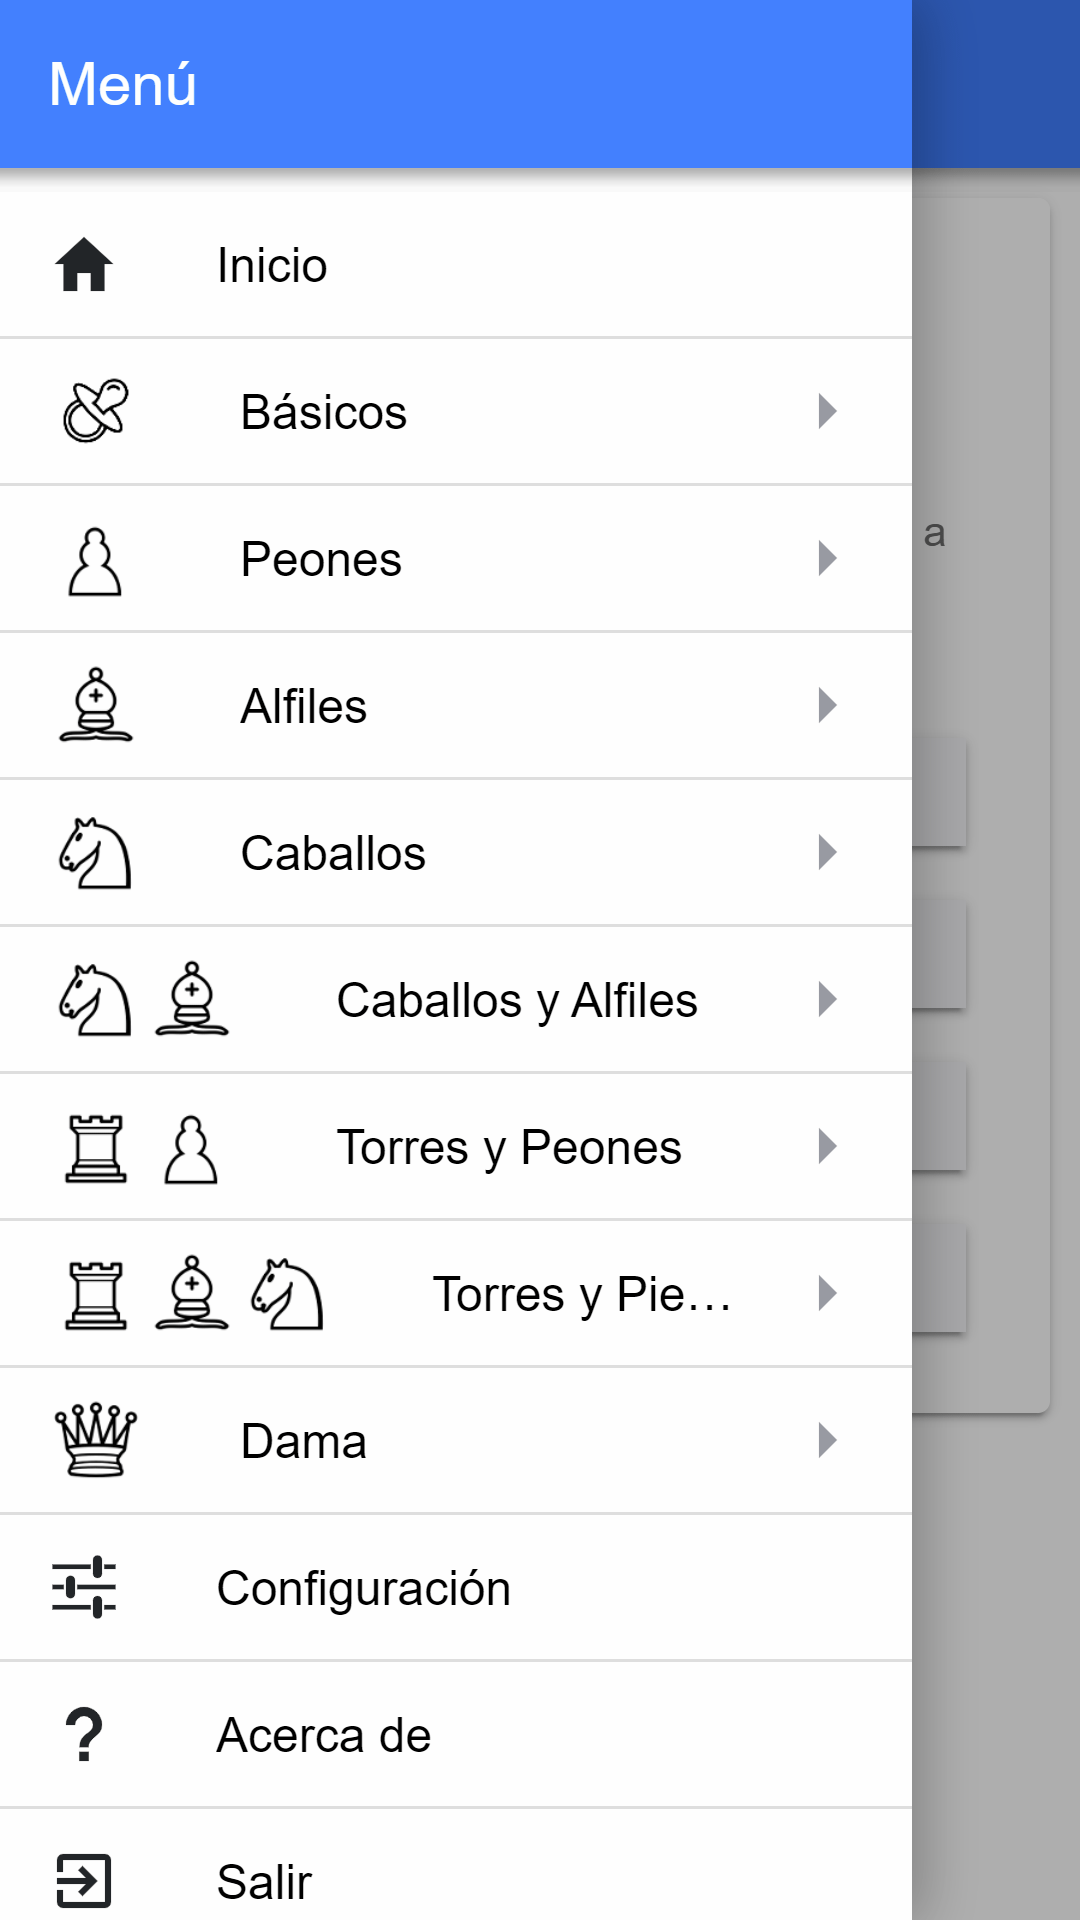 Menú
Inicio
Básicos
Peones
a
Alfiles
Caballos
Caballos y Alfiles
Torres y Peones
Torres y Pie...
Dama
Configuración
Acerca de
Salir